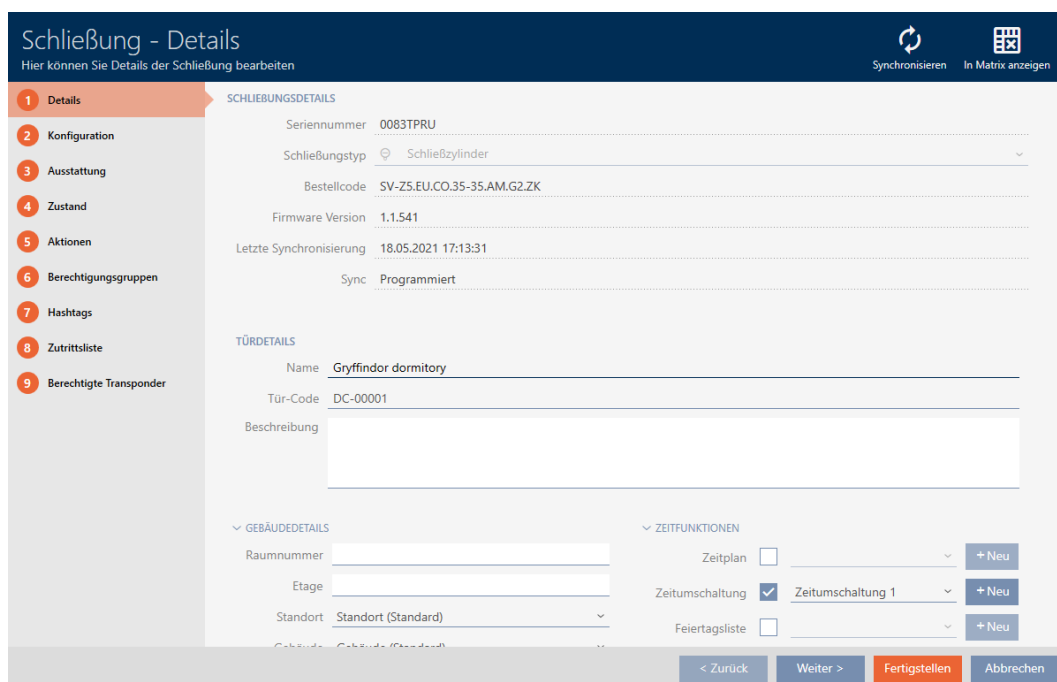 Schließung - Details
Hier können Sie Details der Schließung bearbeiten
Synchronisieren
In Matrix anzeigen
1 Details
2 Konfiguration
3 Ausstattung
4 Zustand
5 Aktionen
6 Berechtigungsgruppen
7 Hashtags
8 Zutrittsliste
9 Berechtigte Transponder
SCHLIEßUNGSDETAILS
Seriennummer 0083TPRU
Schließungstyp Schließzylinder
Bestellcode SV-Z5.EU.CO.35-35.AM.G2.ZK
Firmware Version 1.1.541
Letzte Synchronisierung 18.05.2021 17:13:31
Sync Programmiert
TÜRDETAILS
Name Gryffindor dormitory
Tür-Code DC-00001
Beschreibung
GEBÄUDEDETAILS
Raumnummer
Etage
Standort Standort (Standard)
Gebäude Gebäude (Standard)
ZEITFUNKTIONEN
Zeitplan + Neu
Zeitumschaltung Zeitumschaltung 1 + Neu
Feiertagsliste + Neu
< Zurück Weiter > Fertigstellen Abbrechen